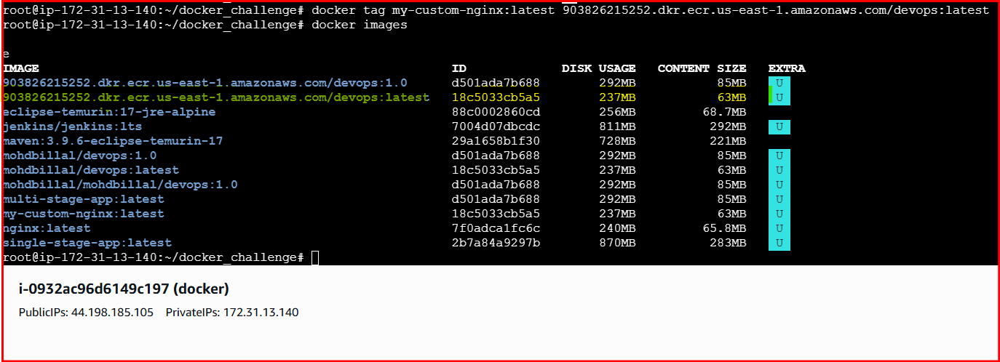 root@ip-172-31-13-140:~/docker_challenge# docker tag my-custom-nginx:latest 903826215252.dkr.ecr.us-east-1.amazonaws.com/devops:latest
root@ip-172-31-13-140:~/docker_challenge# docker images
e
IMAGE ID DISK USAGE CONTENT SIZE EXTRA
903826215252.dkr.ecr.us-east-1.amazonaws.com/devops:1.0 d501ada7b688 292MB 85MB U
903826215252.dkr.ecr.us-east-1.amazonaws.com/devops:latest 18c5033cb5a5 237MB 63MB U
eclipse-temurin:17-jre-alpine 88c0002860cd 256MB 68.7MB
jenkins/jenkins:lts 7004d07dbcdc 811MB 292MB U
maven:3.9.6-eclipse-temurin-17 29a1658b1f30 728MB 221MB
mohdbillal/devops:1.0 d501ada7b688 292MB 85MB U
mohdbillal/devops:latest 18c5033cb5a5 237MB 63MB U
mohdbillal/mohdbillal/devops:1.0 d501ada7b688 292MB 85MB U
multi-stage-app:latest d501ada7b688 292MB 85MB U
my-custom-nginx:latest 18c5033cb5a5 237MB 63MB U
nginx:latest 7f0adca1fc6c 240MB 65.8MB U
single-stage-app:latest 2b7a84a9297b 870MB 283MB U
root@ip-172-31-13-140:~/docker_challenge#
i-0932ac96d6149c197 (docker)
PublicIPs: 44.198.185.105 PrivateIPs: 172.31.13.140